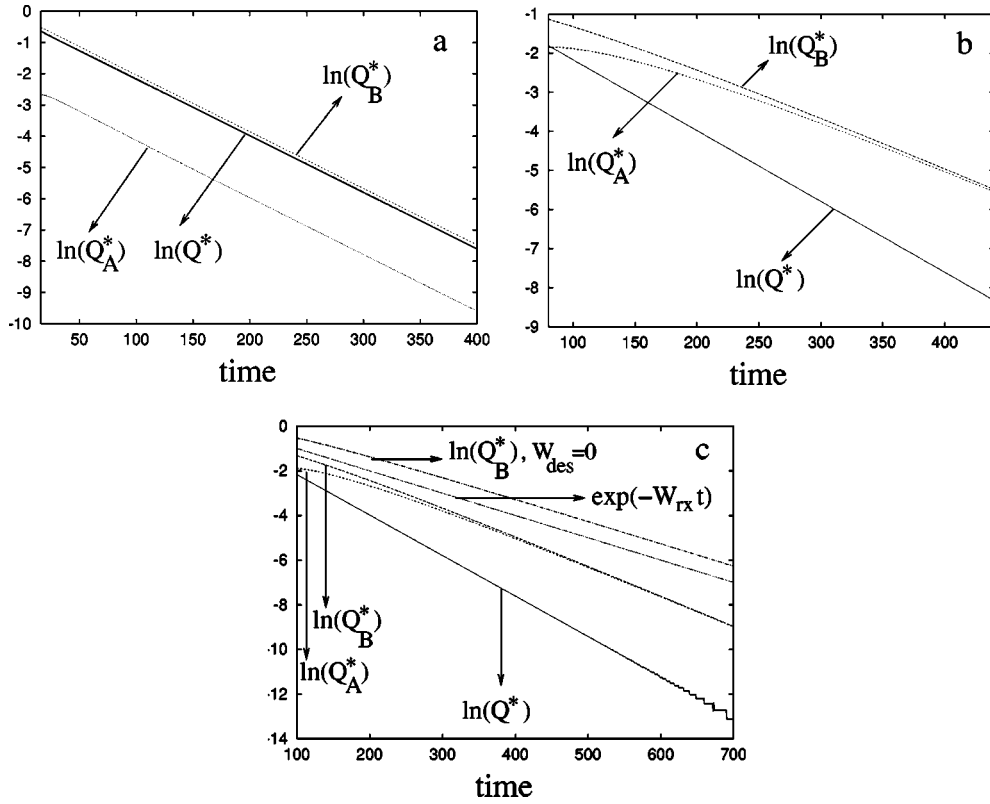 a
0
-1
-2
-3
-4
-5
-6
-7
-8
-9
-10
ln(Q*B)
ln(Q*A)
ln(Q*)
50 100 150 200 250 300 350 400
time
b
-1
-2
-3
-4
-5
-6
-7
-8
-9
ln(Q*B)
ln(Q*A)
ln(Q*)
100 150 200 250 300 350 400
time
c
0
-2
-4
-6
-8
-10
-12
-14
ln(Q*B), Wdes=0
exp(-Wrx t)
ln(Q*B)
ln(Q*A)
ln(Q*)
100 200 300 400 500 600 700
time